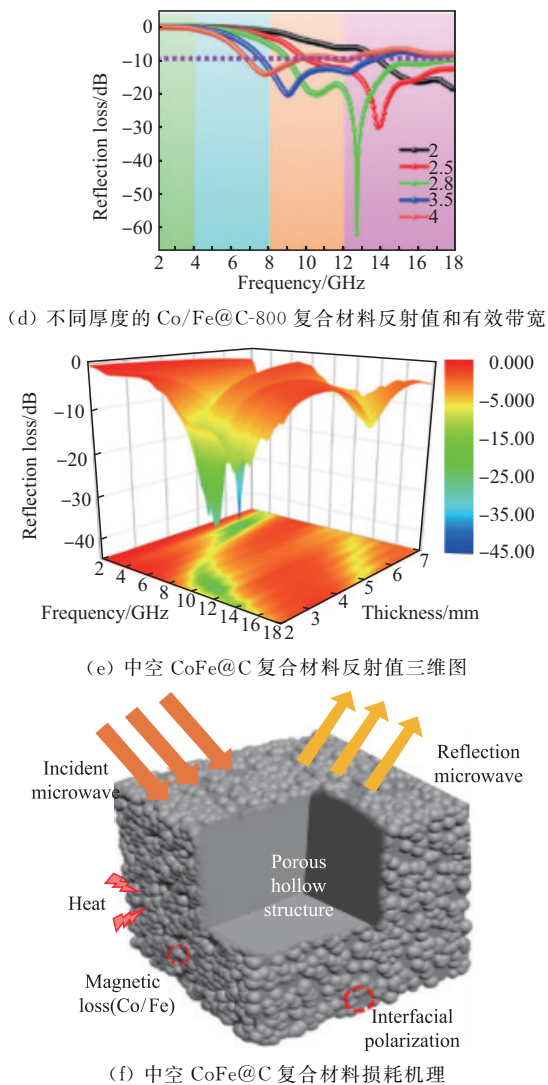 0
−10
−20
−30
−40
−50
−60
Reflection loss/dB
2
2.5
2.8
3.5
4
2 4 6 8 10 12 14 16 18
Frequency/GHz
(d) 不同厚度的 Co/Fe@C-800 复合材料反射值和有效带宽
0
−10
−20
−30
−40
Reflection loss/dB
0.000
−5.000
−15.00
−25.00
−35.00
−45.00
2 4 6 8 10 12 14 16 18
2 3 4 5 6 7
Frequency/GHz
Thickness/mm
(e) 中空 CoFe@C 复合材料反射值三维图
Incident
microwave
Reflection
microwave
Porous
hollow
structure
Heat
Magnetic
loss(Co/Fe)
Interfacial
polarization
(f) 中空 CoFe@C 复合材料损耗机理